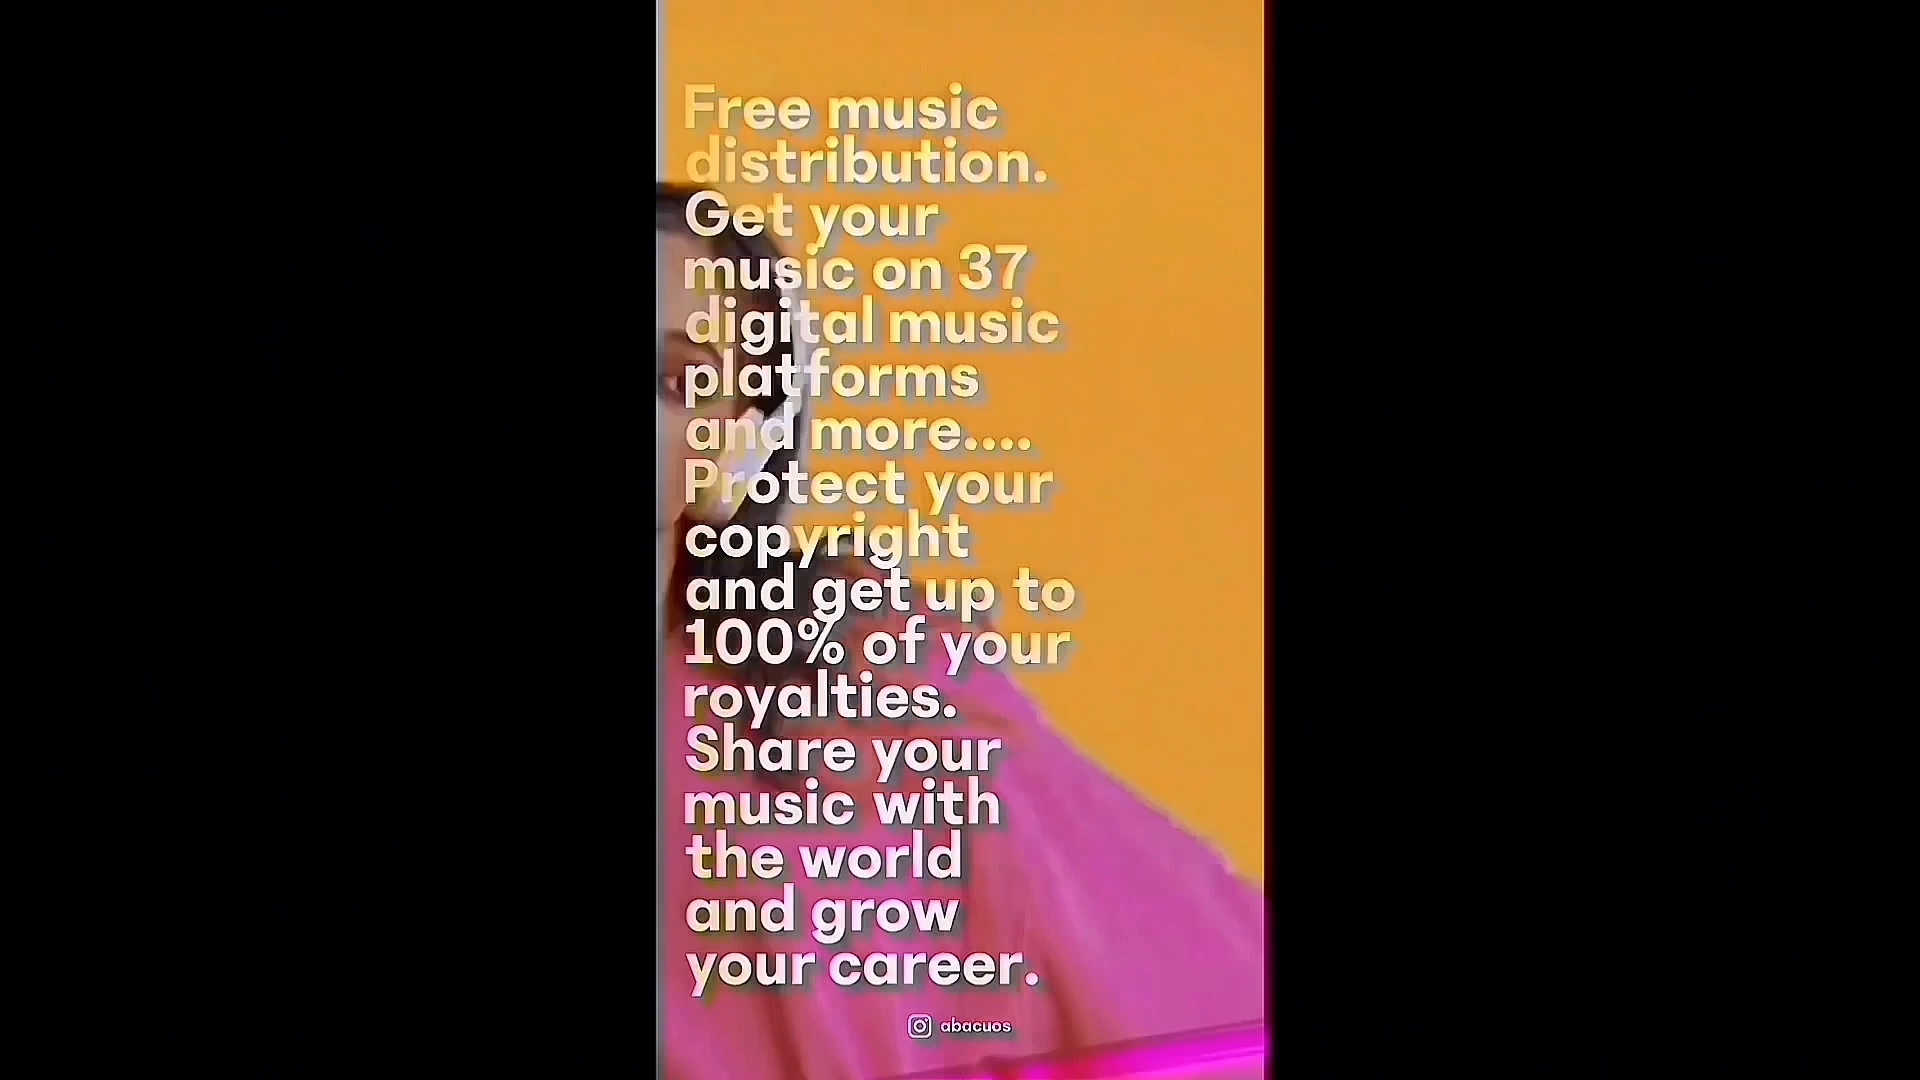 Free music
distribution.
Get your
music on 37
digital music
platforms
and more....
Protect your
copyright
and get up to
100% of your
royalties.
Share your
music with
the world
and grow
your career.
abacuos